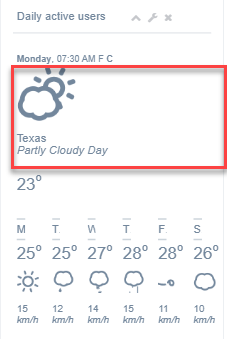 Daily active users
Monday, 07:30 AM F C
Texas
Partly Cloudy Day
23°
M T W T F S
25° 25° 27° 28° 28° 26°
15 12 14 15 11 10
km/h km/h km/h km/h km/h km/h